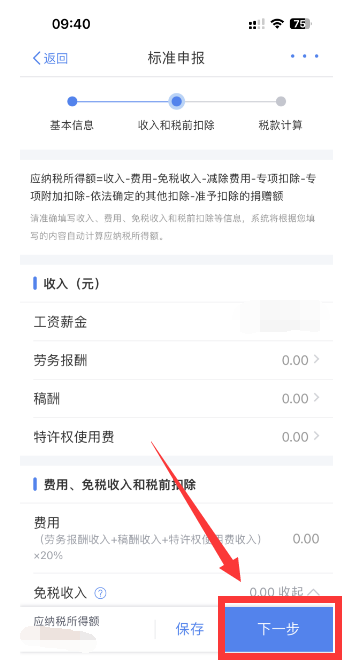 09:40
75
返回
标准申报
基本信息
收入和税前扣除
税款计算
应纳税所得额=收入-费用-免税收入-减除费用-专项扣除-专
项附加扣除-依法确定的其他扣除-准予扣除的捐赠额
请准确填写收入、费用、免税收入和税前扣除等信息，系统将根据您填
写的内容自动计算应纳税所得额。
收入（元）
工资薪金
劳务报酬
0.00
稿酬
0.00
特许权使用费
0.00
费用、免税收入和税前扣除
费用
（劳务报酬收入+稿酬收入+特许权使用费收入）
×20%
0.00
免税收入 ?
0.00 收起
应纳税所得额
保存
下一步